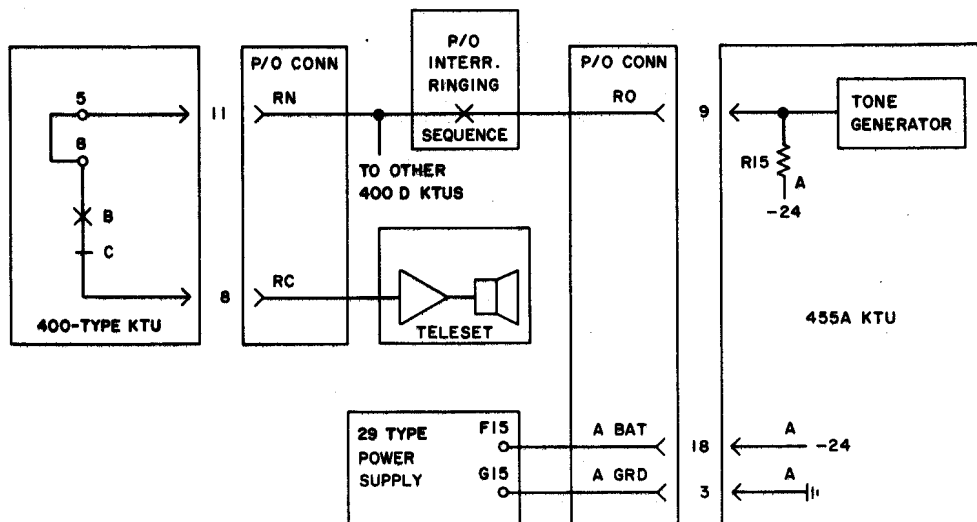 P/O
INTERR.
RINGING
SEQUENCE
P/O CONN
P/O CONN
5
8
B
C
400-TYPE KTU
11
RN
TO OTHER
400 D KTUS
RO
9
TONE
GENERATOR
R15
A
-24
8
RC
TELESET
455A KTU
29 TYPE
POWER
SUPPLY
F15
A BAT
18
A
-24
G15
A GRD
3
A